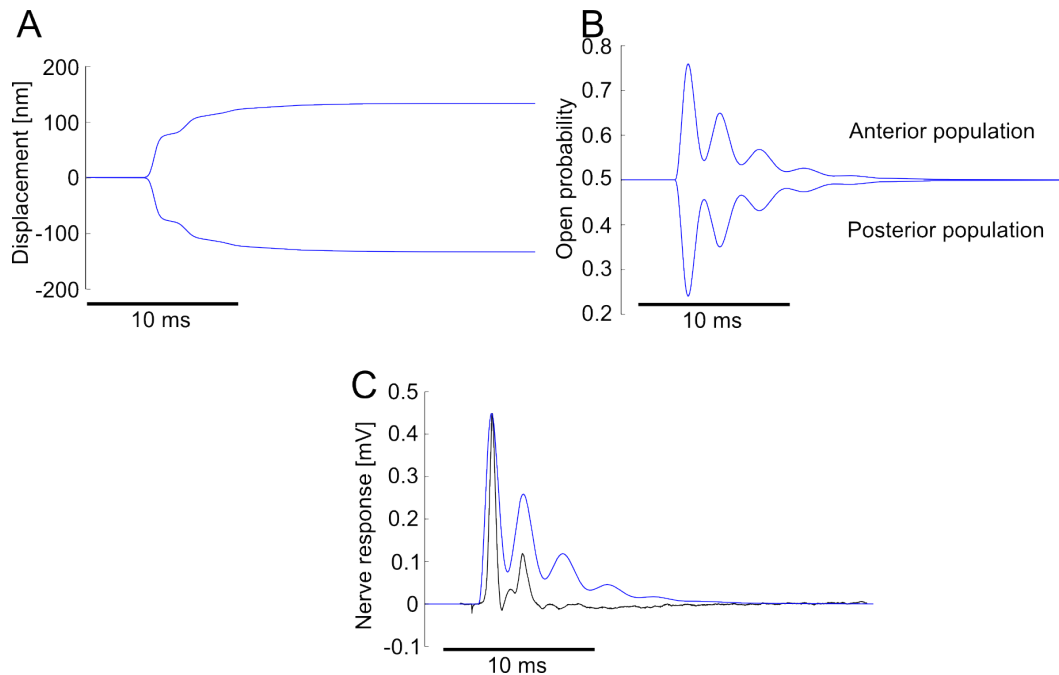 A
200
100
0
-100
-200
Displacement [nm]
10 ms
B
0.8
0.7
0.6
0.5
0.4
0.3
0.2
Open probability
Anterior population
Posterior population
10 ms
C
0.5
0.4
0.3
0.2
0.1
0
-0.1
Nerve response [mV]
10 ms